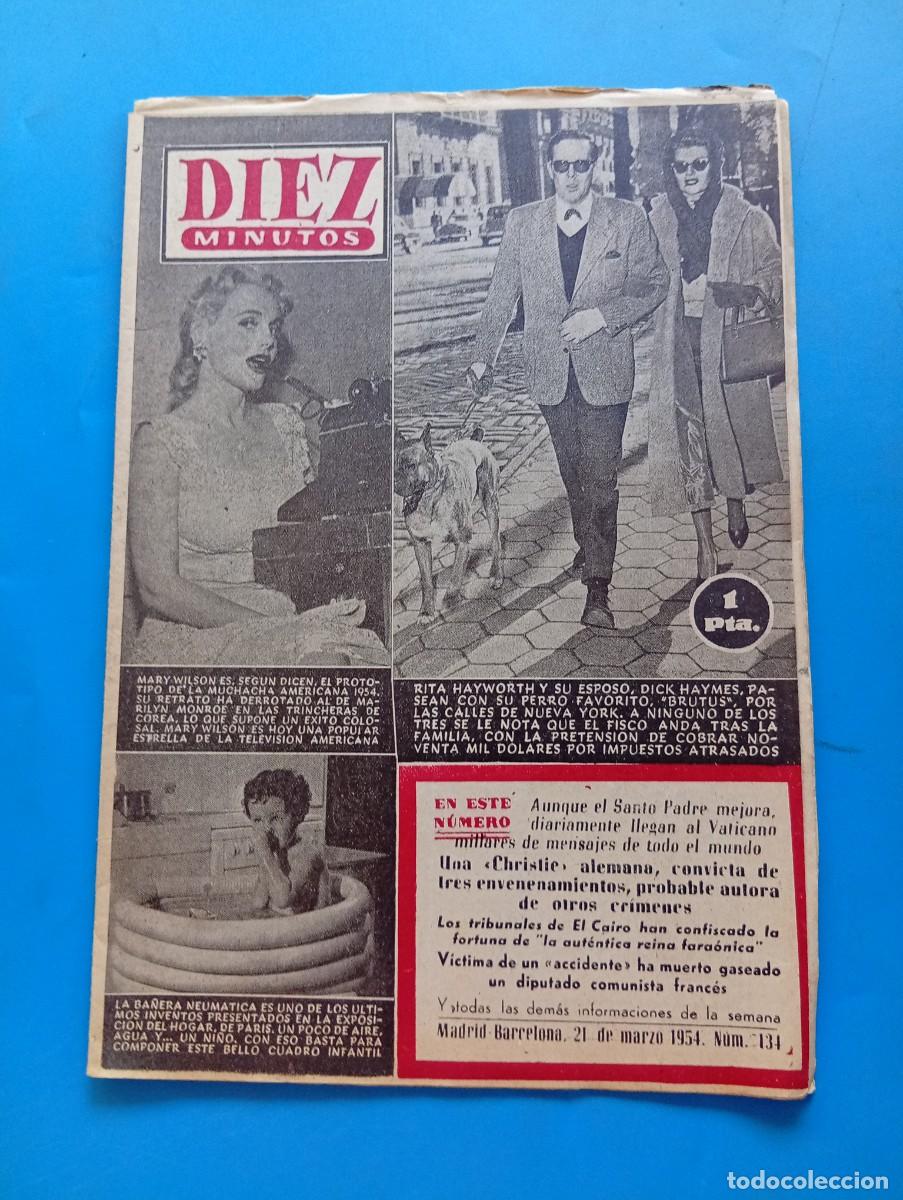 DIEZ
MINUTOS
1
Pta.
MARY WILSON ES, SEGUN DICEN, EL PROTO-
TIPO DE LA MUCHACHA AMERICANA 1954.
SU RETRATO HA DERROTADO AL DE MA-
RILYN MONROE EN LAS TRINCHERAS DE
COREA, LO QUE SUPONE UN EXITO COLO-
SAL. MARY WILSON ES HOY UNA POPULAR
ESTRELLA DE LA TELEVISION AMERICANA
RITA HAYWORTH Y SU ESPOSO, DICK HAYMES, PA-
SEAN CON SU PERRO FAVORITO, "BRUTUS", POR
LAS CALLES DE NUEVA YORK. A NINGUNO DE LOS
TRES SE LE NOTA QUE EL FISCO ANDA TRAS LA
FAMILIA, CON LA PRETENSION DE COBRAR NO-
VENTA MIL DOLARES POR IMPUESTOS ATRASADOS
LA BAÑERA NEUMATICA ES UNO DE LOS ULTI-
MOS INVENTOS PRESENTADOS EN LA EXPOSI-
CION DEL HOGAR, DE PARIS. UN POCO DE AIRE,
AGUA Y... UN NIÑO. CON ESO BASTA PARA
COMPONER ESTE BELLO CUADRO INFANTIL
EN ESTE
NÚMERO
Aunque el Santo Padre mejora,
diariamente llegan al Vaticano
millares de mensajes de todo el mundo
Una «Christie» alemana, convicta de
tres envenenamientos, probable autora
de otros crímenes
Los tribunales de El Cairo han confiscado la
fortuna de "la auténtica reina faraónica"
Víctima de un «accidente» ha muerto gaseado
un diputado comunista francés
Y todas las demás informaciones de la semana
Madrid-Barcelona, 21 de marzo 1954. Núm. 134
todocoleccion